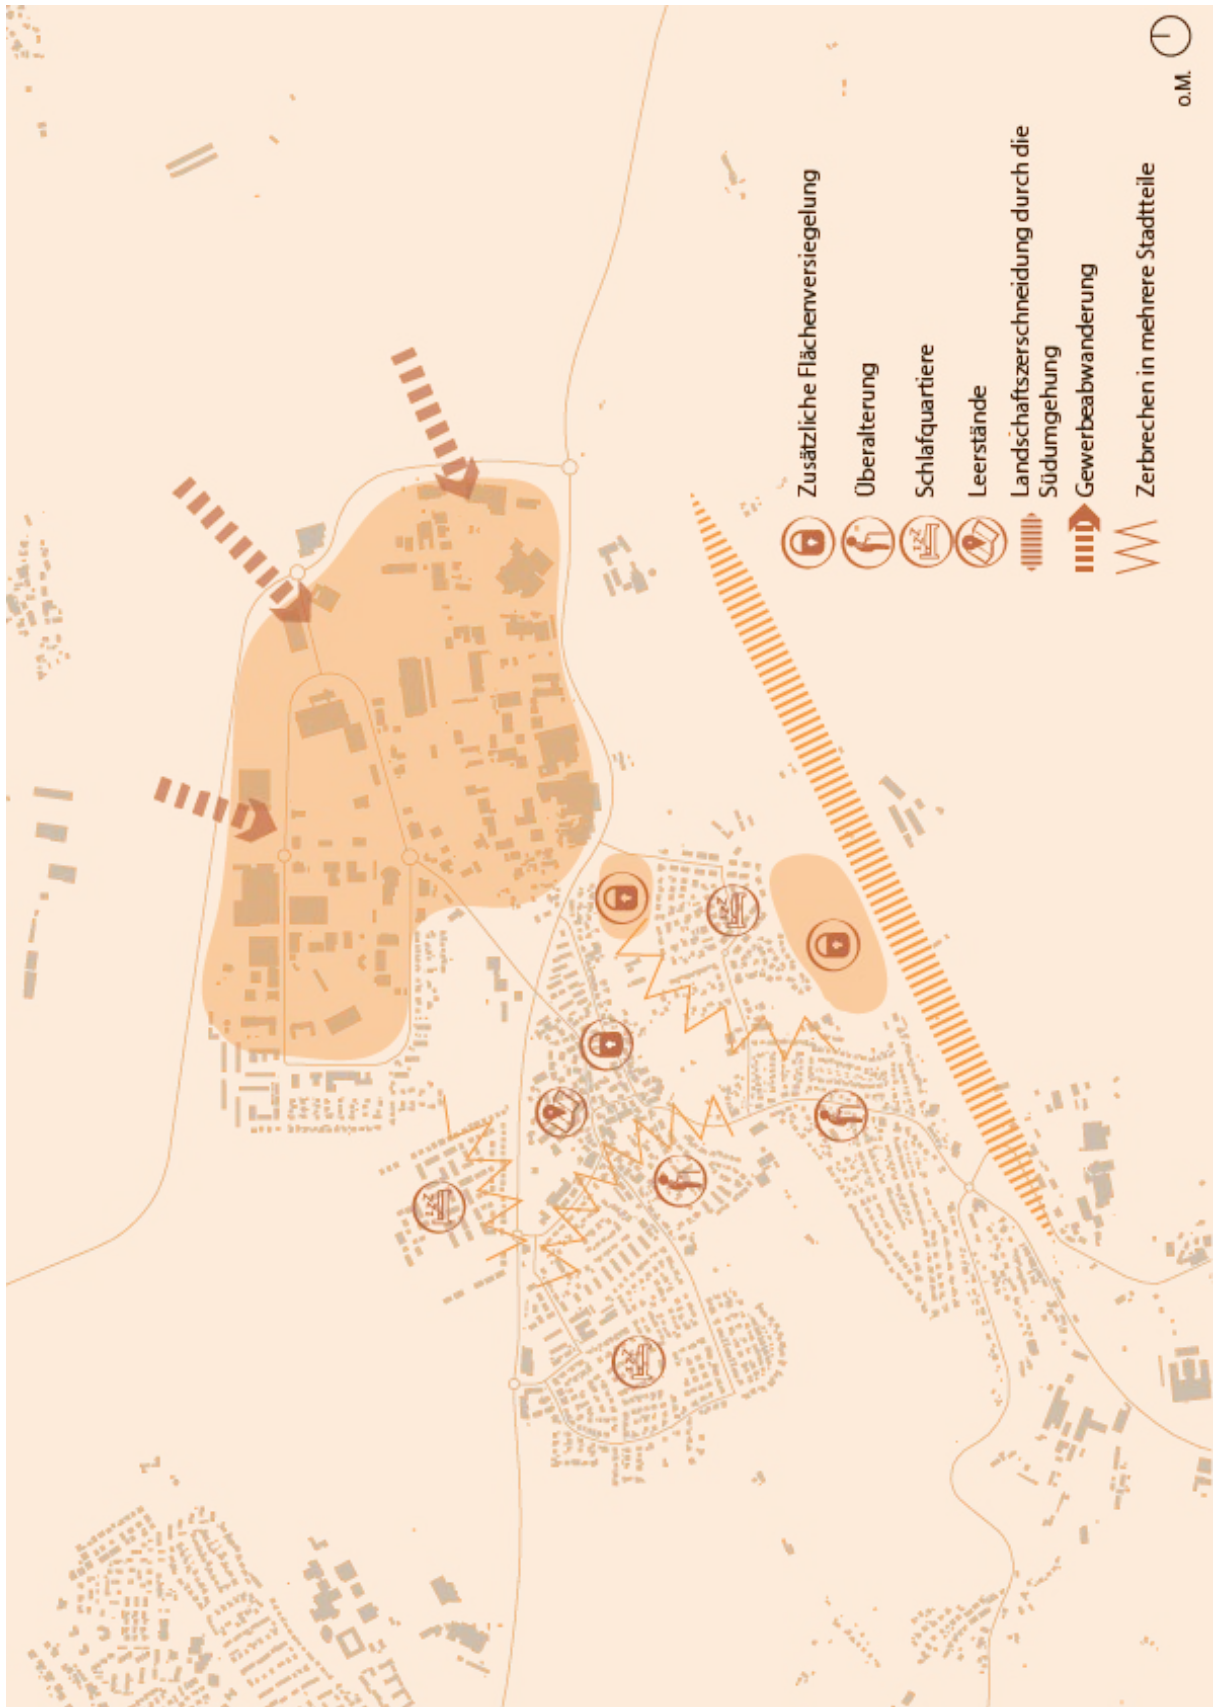 Zusätzliche Flächenversiegelung
Überalterung
Schlafquartiere
Leerstände
Landschaftszerschneidung durch die
Südumgehung
Gewerbeabwanderung
Zerbrechen in mehrere Stadtteile
o.M.